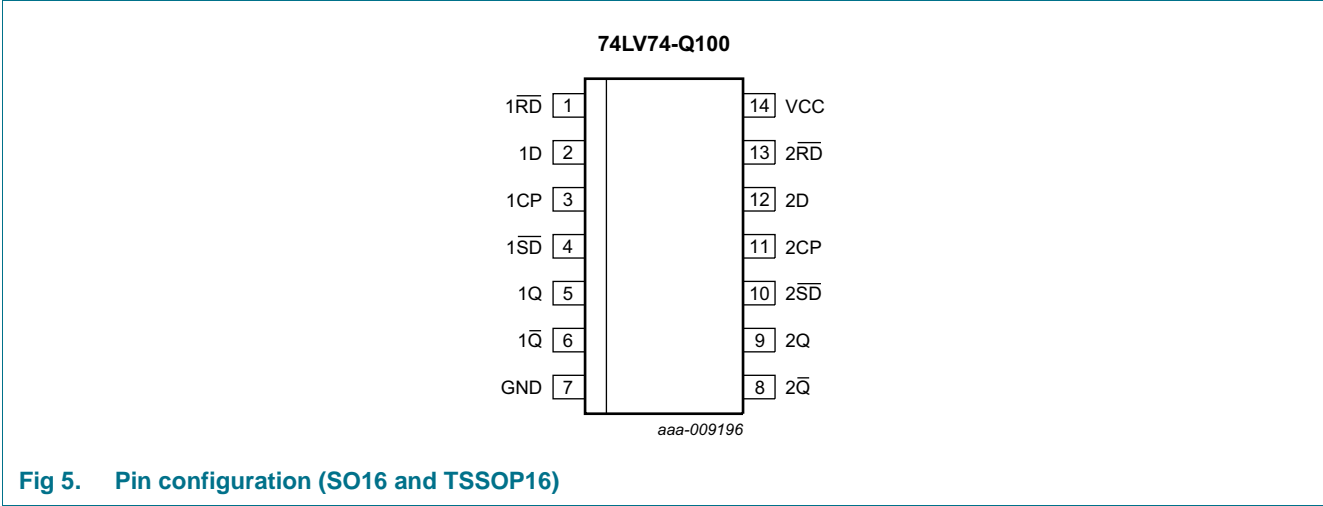 74LV74-Q100
1R̅D̅ 1 14 VCC
1D 2 13 2R̅D̅
1CP 3 12 2D
1S̅D̅ 4 11 2CP
1Q 5 10 2S̅D̅
1Q̅ 6 9 2Q
GND 7 8 2Q̅
aaa-009196
Fig 5. Pin configuration (SO16 and TSSOP16)